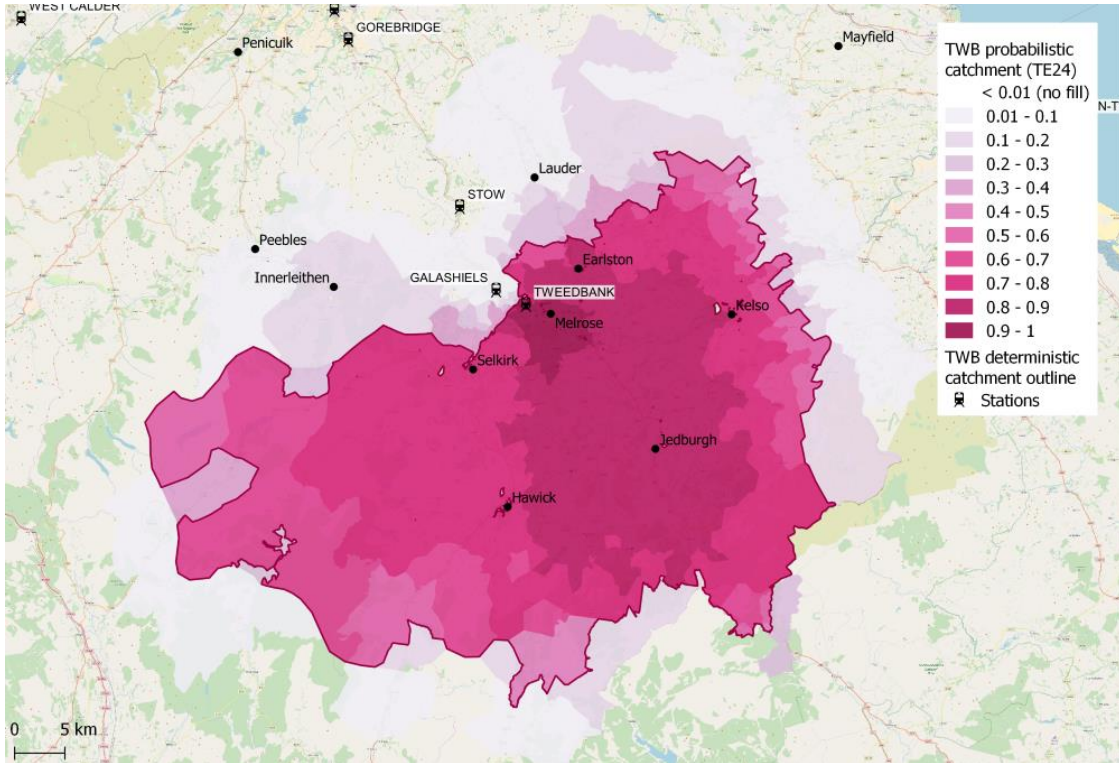 WEST CALDER
GOREBRIDGE
Penicuik
Mayfield
Lauder
STOW
Peebles
Innerleithen
GALASHIELS
Earlston
TWEEDBANK
Melrose
Kelso
Selkirk
Jedburgh
Hawick
0 5 km
TWB probabilistic
catchment (TE24)
< 0.01 (no fill)
0.01 - 0.1
0.1 - 0.2
0.2 - 0.3
0.3 - 0.4
0.4 - 0.5
0.5 - 0.6
0.6 - 0.7
0.7 - 0.8
0.8 - 0.9
0.9 - 1
TWB deterministic
catchment outline
Stations
N-T